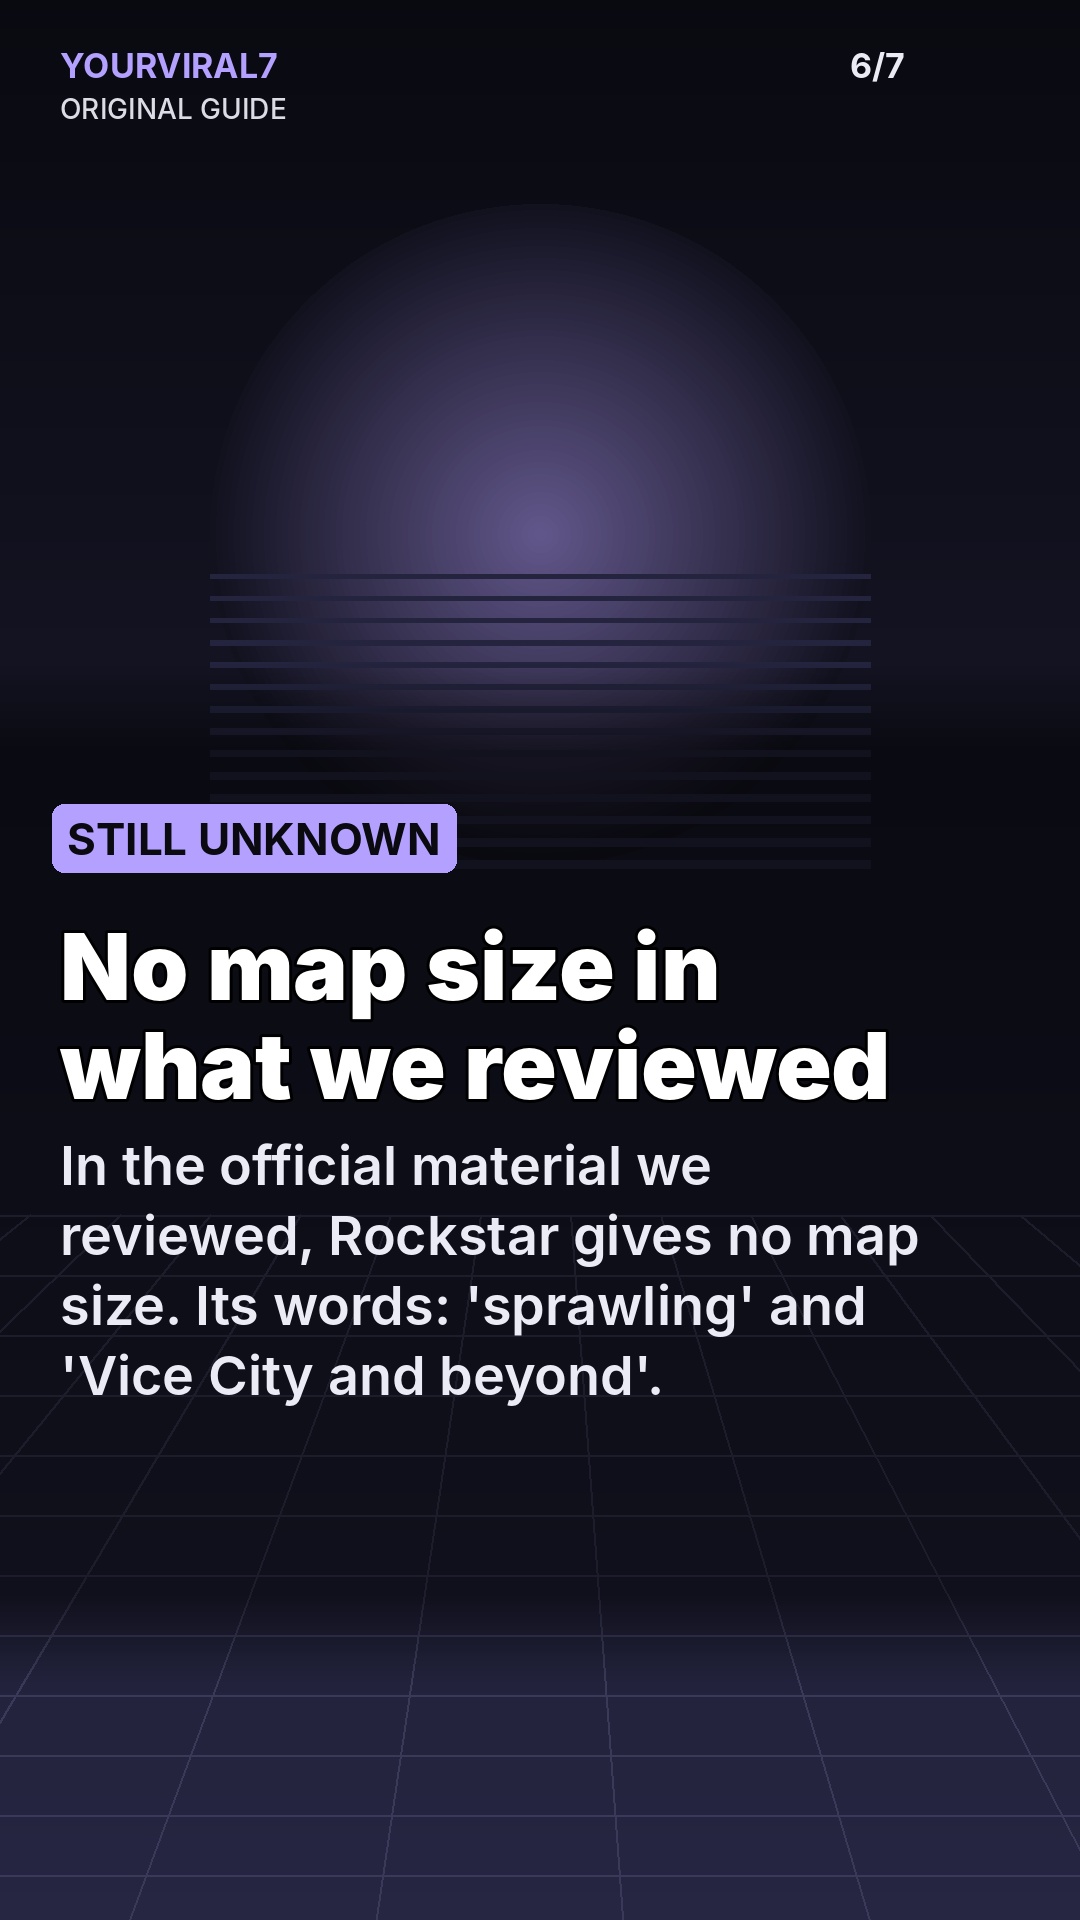 YOURVIRAL7
6/7
ORIGINAL GUIDE
STILL UNKNOWN
No map size in
what we reviewed
In the official material we
reviewed, Rockstar gives no map
size. Its words: 'sprawling' and
'Vice City and beyond'.